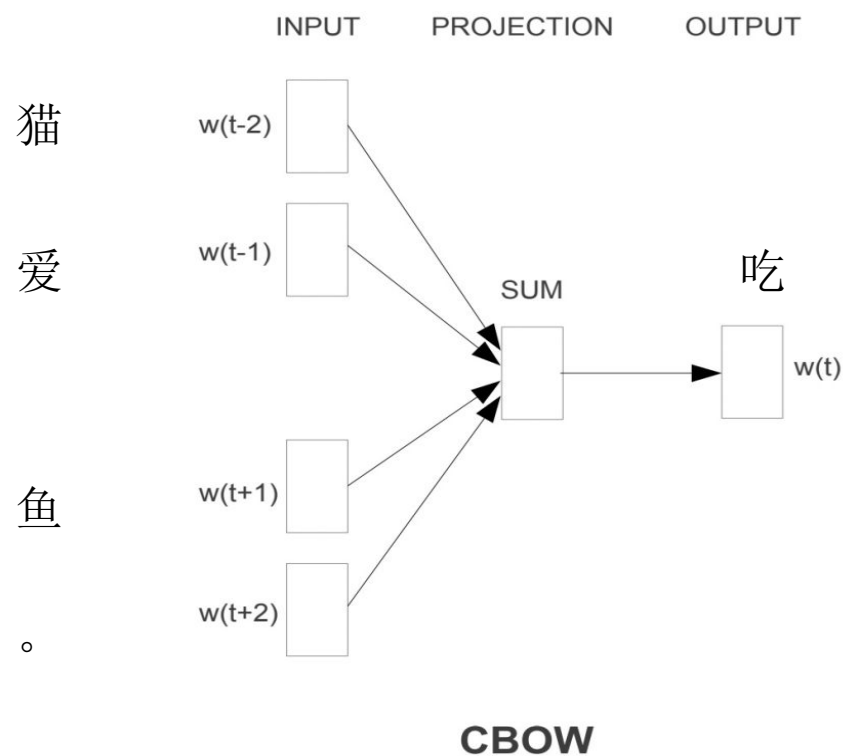 INPUT PROJECTION OUTPUT
猫 w(t-2)
爱 w(t-1)
SUM
吃
w(t)
鱼 w(t+1)
。 w(t+2)
CBOW